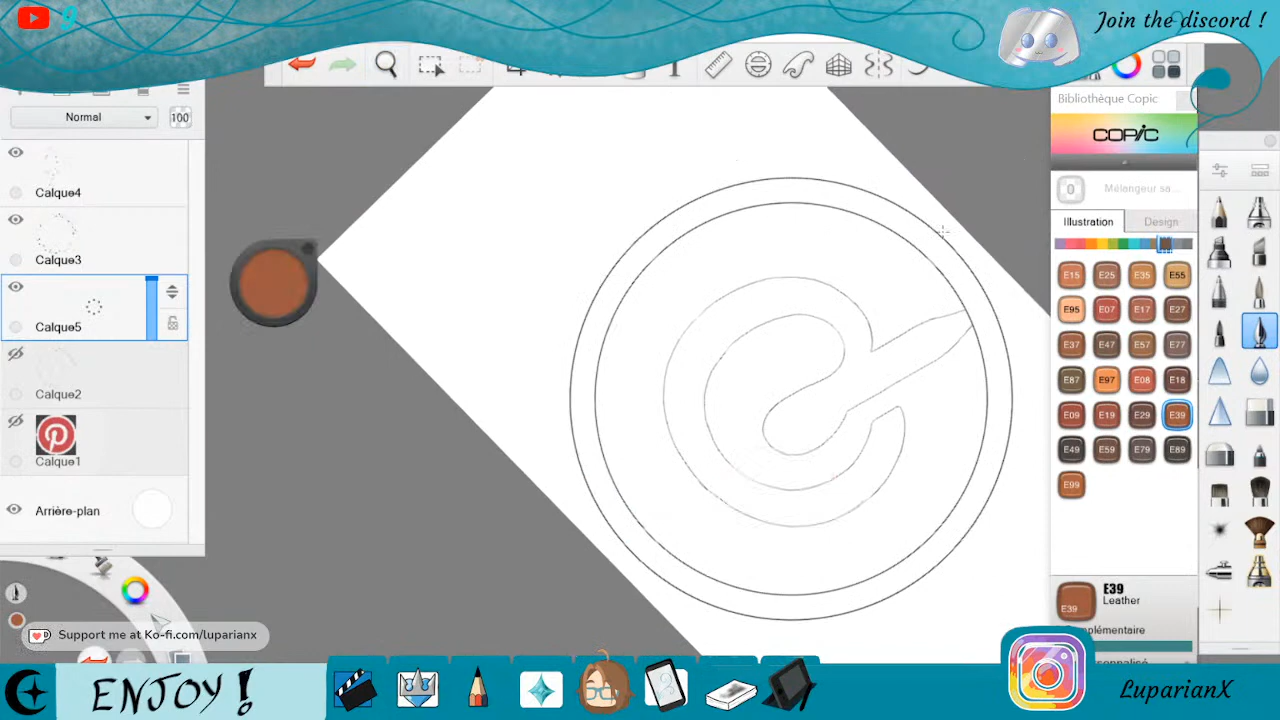 9
Join the discord !
Normal
100
Calque4
Calque3
Calque5
Calque2
Calque1
Arrière-plan
Bibliothèque Copic
COPIC
0
Mélangeur sa...
Illustration
Design
E15
E25
E35
E55
E95
E07
E17
E27
E37
E47
E57
E77
E87
E97
E08
E18
E09
E19
E29
E39
E49
E59
E79
E89
E99
E39
E39
Leather
Support me at Ko-fi.com/luparianx
ENJOY !
LuparianX